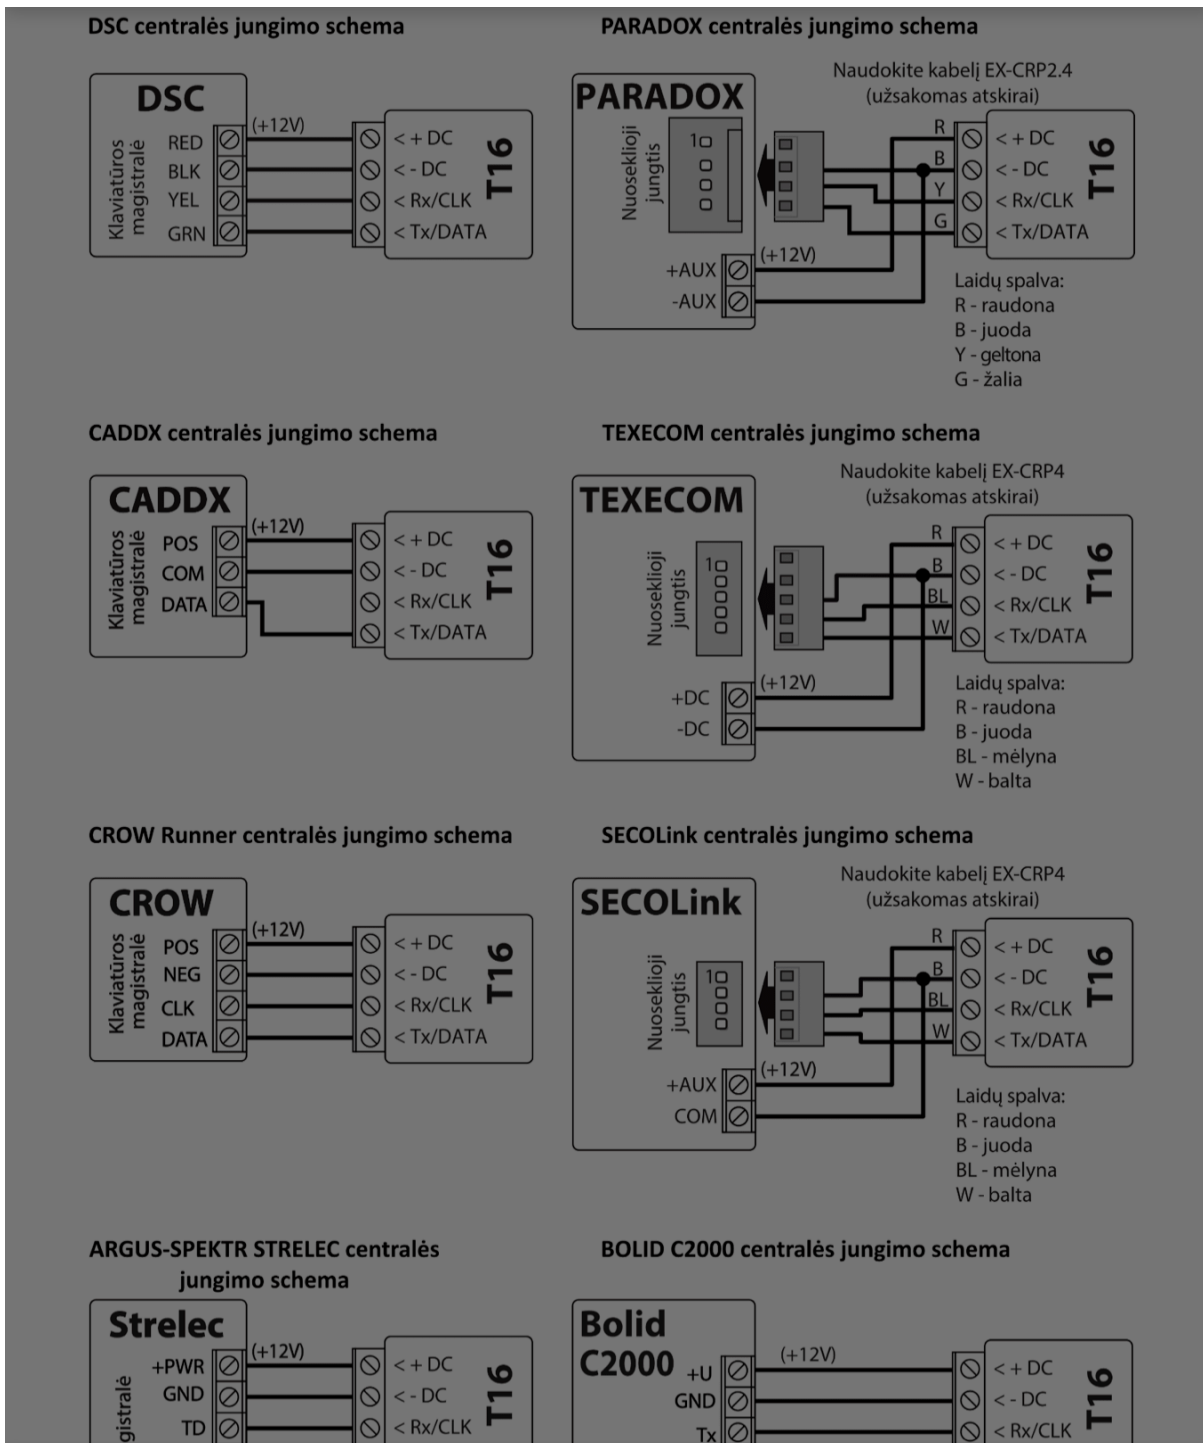 DSC centralės jungimo schema
DSC
Klaviatūros
magistralė
RED
BLK
YEL
GRN
(+12V)
< + DC
< - DC
< Rx/CLK
< Tx/DATA
T16
PARADOX centralės jungimo schema
Naudokite kabelį EX-CRP2.4
(užsakomas atskirai)
PARADOX
Nuoseklioji
jungtis
1
+AUX
-AUX
(+12V)
R
B
Y
G
< + DC
< - DC
< Rx/CLK
< Tx/DATA
T16
Laidų spalva:
R - raudona
B - juoda
Y - geltona
G - žalia
CADDX centralės jungimo schema
CADDX
Klaviatūros
magistralė
POS
COM
DATA
(+12V)
< + DC
< - DC
< Rx/CLK
< Tx/DATA
T16
TEXECOM centralės jungimo schema
Naudokite kabelį EX-CRP4
(užsakomas atskirai)
TEXECOM
Nuoseklioji
jungtis
1
+DC
-DC
(+12V)
R
B
BL
W
< + DC
< - DC
< Rx/CLK
< Tx/DATA
T16
Laidų spalva:
R - raudona
B - juoda
BL - mėlyna
W - balta
CROW Runner centralės jungimo schema
CROW
Klaviatūros
magistralė
POS
NEG
CLK
DATA
(+12V)
< + DC
< - DC
< Rx/CLK
< Tx/DATA
T16
SECOLink centralės jungimo schema
Naudokite kabelį EX-CRP4
(užsakomas atskirai)
SECOLink
Nuoseklioji
jungtis
1
+AUX
COM
(+12V)
R
B
BL
W
< + DC
< - DC
< Rx/CLK
< Tx/DATA
T16
Laidų spalva:
R - raudona
B - juoda
BL - mėlyna
W - balta
ARGUS-SPEKTR STRELEC centralės
jungimo schema
Strelec
gistralė
+PWR
GND
TD
(+12V)
< + DC
< - DC
< Rx/CLK
T16
BOLID C2000 centralės jungimo schema
Bolid
C2000
+U
GND
Tx
(+12V)
< + DC
< - DC
< Rx/CLK
T16